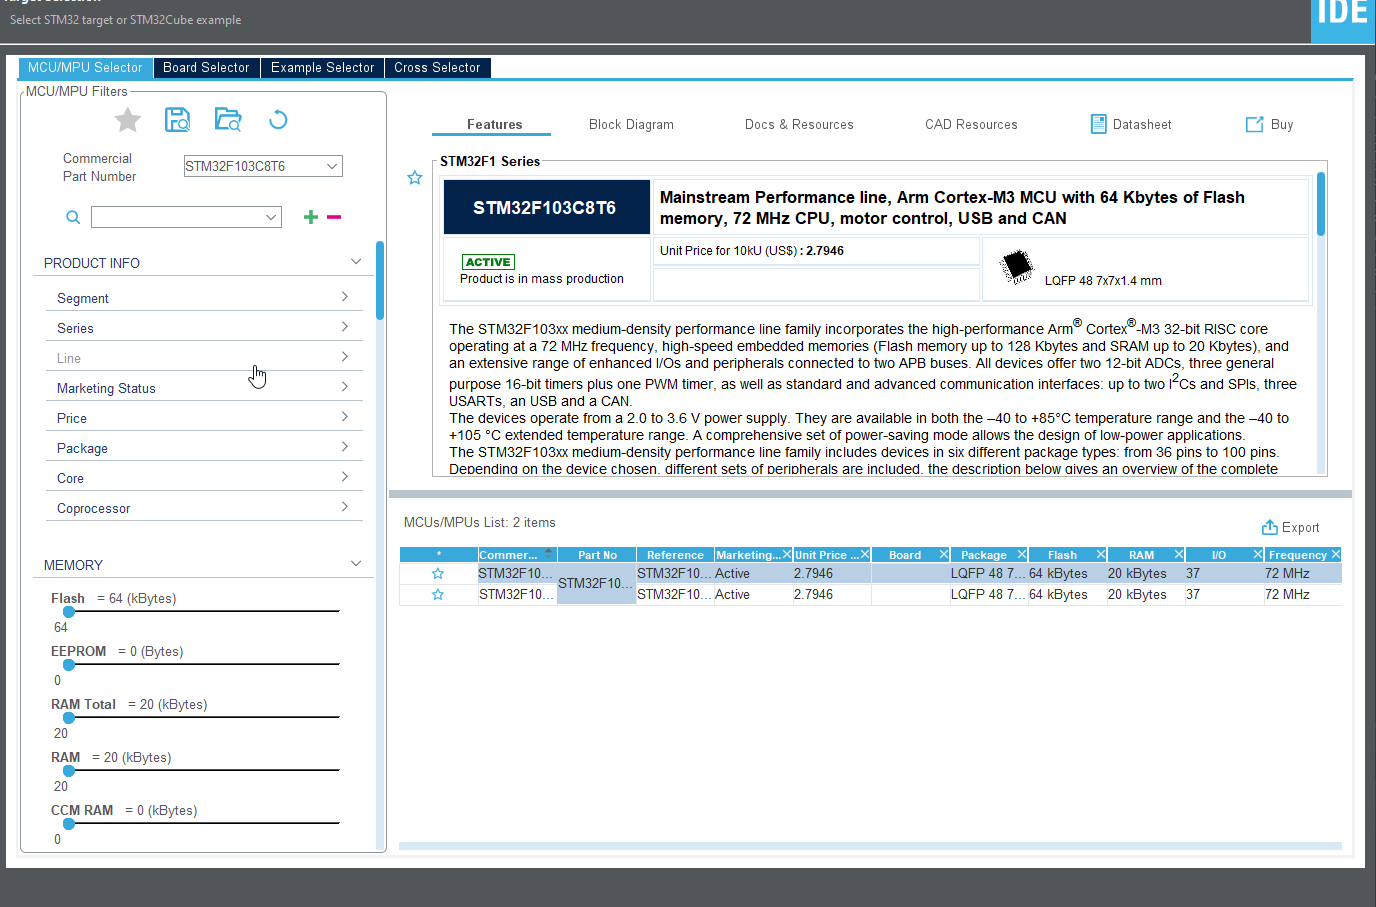 Target Selection
Select STM32 target or STM32Cube example
IDE
MCU/MPU Selector
Board Selector
Example Selector
Cross Selector
MCU/MPU Filters
Commercial
Part Number
STM32F103C8T6
PRODUCT INFO
Segment
Series
Line
Marketing Status
Price
Package
Core
Coprocessor
MEMORY
Flash = 64 (kBytes)
64
EEPROM = 0 (Bytes)
0
RAM Total = 20 (kBytes)
20
RAM = 20 (kBytes)
20
CCM RAM = 0 (kBytes)
0
Features
Block Diagram
Docs & Resources
CAD Resources
Datasheet
Buy
STM32F1 Series
STM32F103C8T6
Mainstream Performance line, Arm Cortex-M3 MCU with 64 Kbytes of Flash
memory, 72 MHz CPU, motor control, USB and CAN
ACTIVE
Product is in mass production
Unit Price for 10kU (US$) : 2.7946
LQFP 48 7x7x1.4 mm
The STM32F103xx medium-density performance line family incorporates the high-performance Arm® Cortex®-M3 32-bit RISC core
operating at a 72 MHz frequency, high-speed embedded memories (Flash memory up to 128 Kbytes and SRAM up to 20 Kbytes), and
an extensive range of enhanced I/Os and peripherals connected to two APB buses. All devices offer two 12-bit ADCs, three general
purpose 16-bit timers plus one PWM timer, as well as standard and advanced communication interfaces: up to two I²Cs and SPIs, three
USARTs, an USB and a CAN.
The devices operate from a 2.0 to 3.6 V power supply. They are available in both the –40 to +85°C temperature range and the –40 to
+105 °C extended temperature range. A comprehensive set of power-saving mode allows the design of low-power applications.
The STM32F103xx medium-density performance line family includes devices in six different package types: from 36 pins to 100 pins.
Depending on the device chosen, different sets of peripherals are included, the description below gives an overview of the complete
MCUs/MPUs List: 2 items
Export
* Commer... Part No Reference Marketing... Unit Price ... Board Package Flash RAM I/O Frequency
STM32F10... STM32F10... STM32F10... Active 2.7946 LQFP 48 7... 64 kBytes 20 kBytes 37 72 MHz
STM32F10... STM32F10... Active 2.7946 LQFP 48 7... 64 kBytes 20 kBytes 37 72 MHz